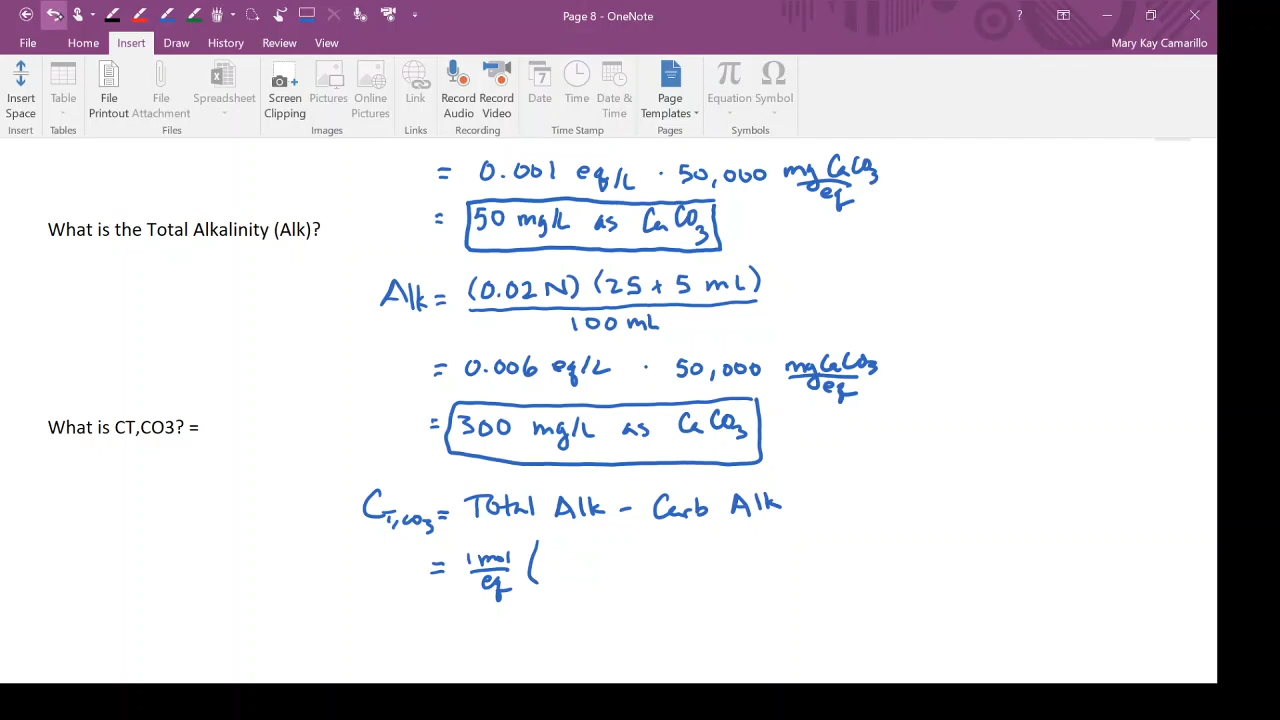 Page 8 - OneNote
?
File Home Insert Draw History Review View
Mary Kay Camarillo
Insert Space Table File Printout File Attachment Spreadsheet Screen Clipping Pictures Online Pictures Link Record Audio Record Video Date Time Date & Time Page Templates Equation Symbol
Insert Tables Files Images Links Recording Time Stamp Pages Symbols
= 0.001 eq/L · 50,000 mg CaCO3/eq
= 50 mg/L as CaCO3
What is the Total Alkalinity (Alk)?
Alk = (0.02 N) (25 + 5 mL)
100 mL
= 0.006 eq/L · 50,000 mg CaCO3/eq
= 300 mg/L as CaCO3
What is CT,CO3? =
CT,CO3 = Total Alk - Carb Alk
= 1 mol/eq (